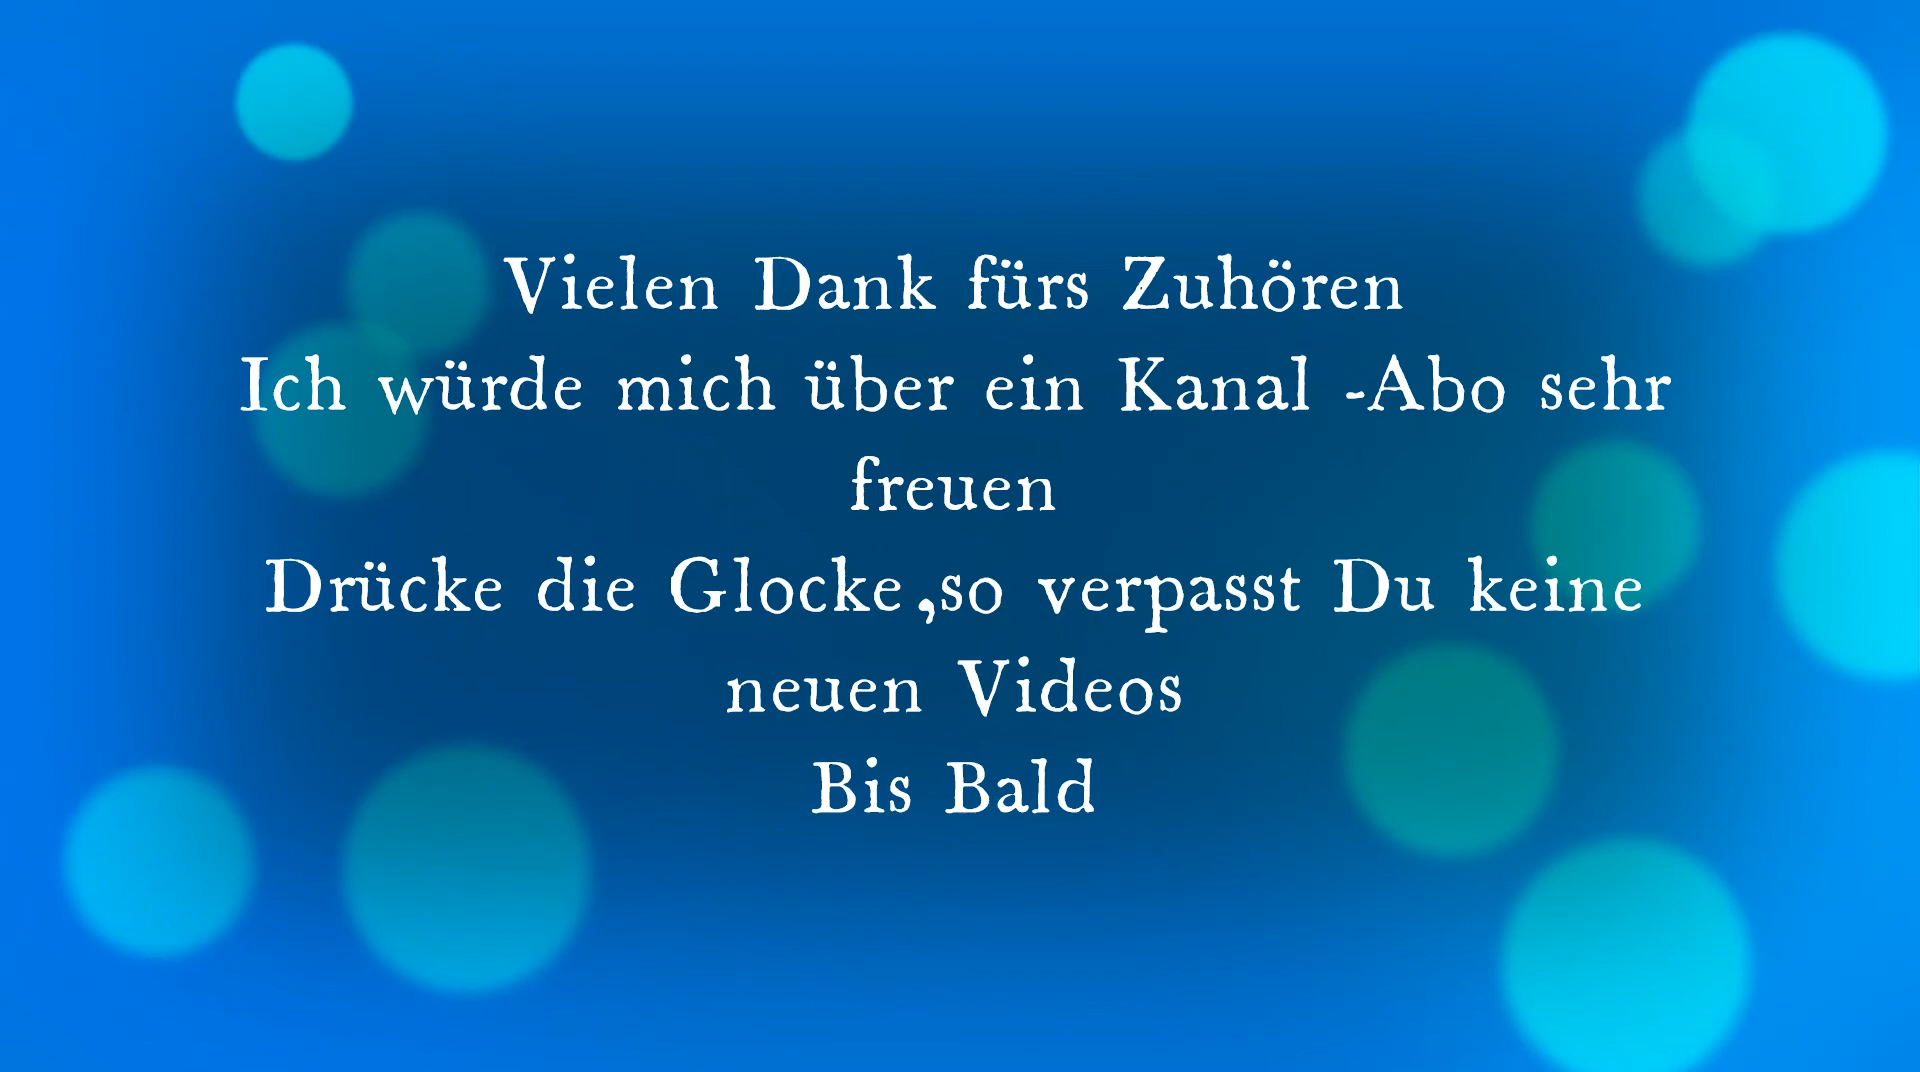 Vielen Dank fürs Zuhören
Ich würde mich über ein Kanal -Abo sehr
freuen
Drücke die Glocke,so verpasst Du keine
neuen Videos
Bis Bald